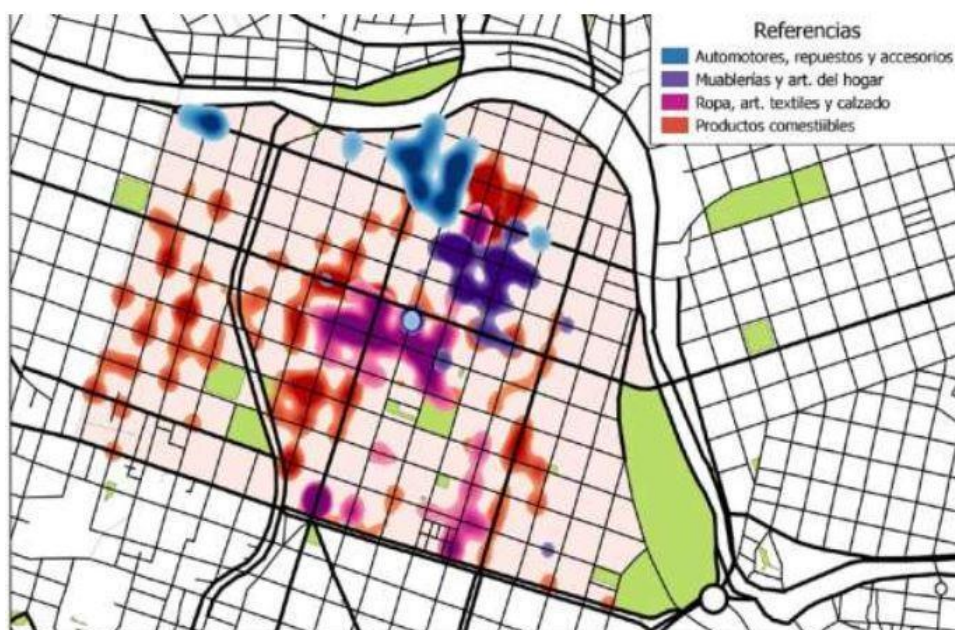 Referencias
Automotores, repuestos y accesorios
Muablerías y art. del hogar
Ropa, art. textiles y calzado
Productos comestiibles